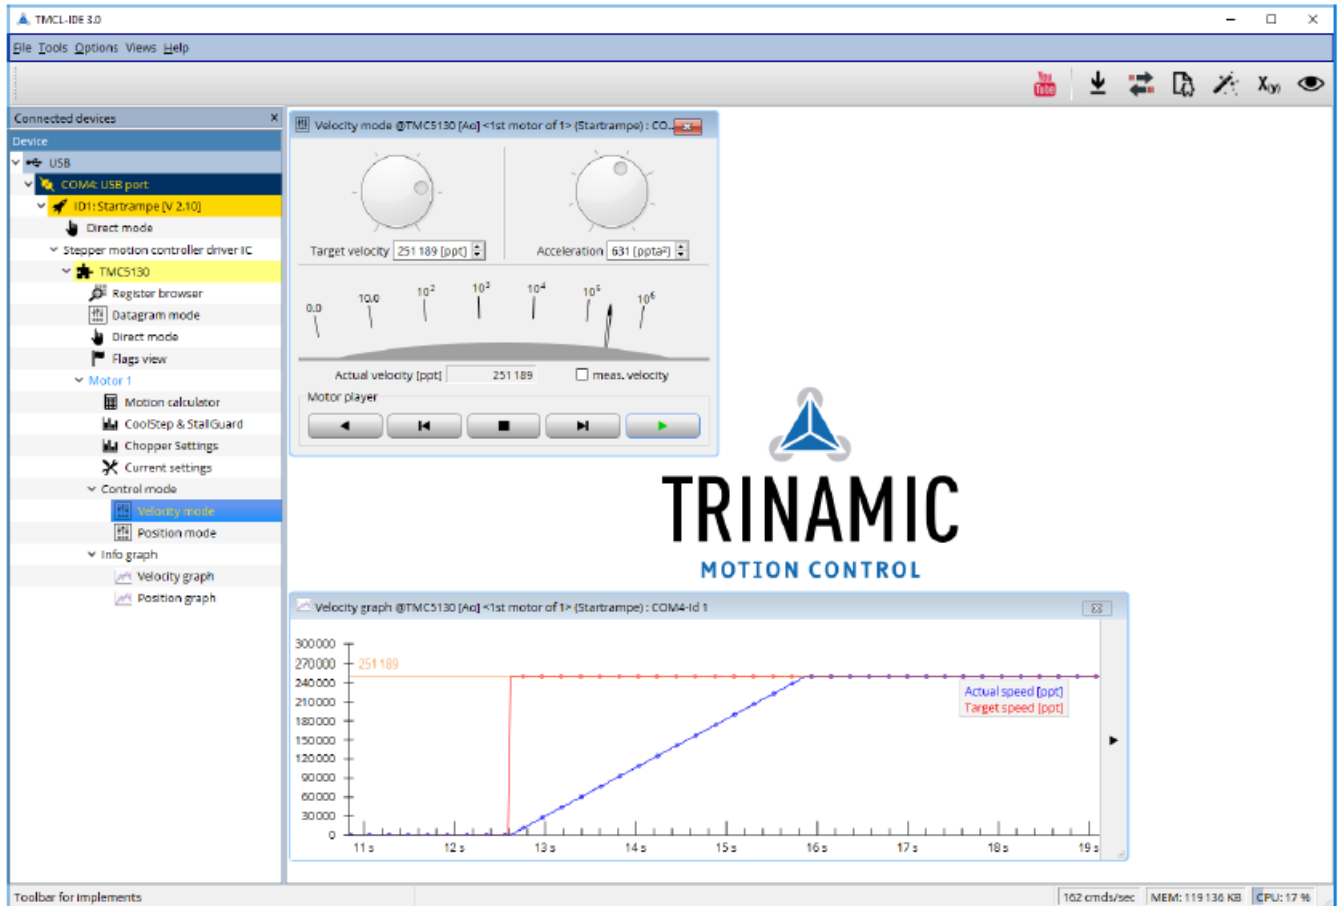 TMCL-IDE 3.0
File Tools Options Views Help
You Tube
X(y)
Connected devices
Device
USB
COM4: USB port
ID1: Startrampe [V 2.10]
Direct mode
Stepper motion controller driver IC
TMC5130
Register browser
Datagram mode
Direct mode
Flags view
Motor 1
Motion calculator
CoolStep & StallGuard
Chopper Settings
Current settings
Control mode
Velocity mode
Position mode
Info graph
Velocity graph
Position graph
Velocity mode @TMC5130 [Aα] <1st motor of 1> (Startrampe) : CO...
Target velocity 251 189 [ppt]
Acceleration 631 [ppta²]
0.0 10.0 10² 10³ 10⁴ 10⁵ 10⁶
Actual velocity [ppt] 251 189 meas. velocity
Motor player
TRINAMIC
MOTION CONTROL
Velocity graph @TMC5130 [Aα] <1st motor of 1> (Startrampe) : COM4-Id 1
300000
270000
251 189
240000
210000
180000
150000
120000
90000
60000
30000
0
Actual speed [ppt]
Target speed [ppt]
11 s 12 s 13 s 14 s 15 s 16 s 17 s 18 s 19 s
Toolbar for implements
162 cmds/sec MEM: 119 136 KB CPU: 17 %